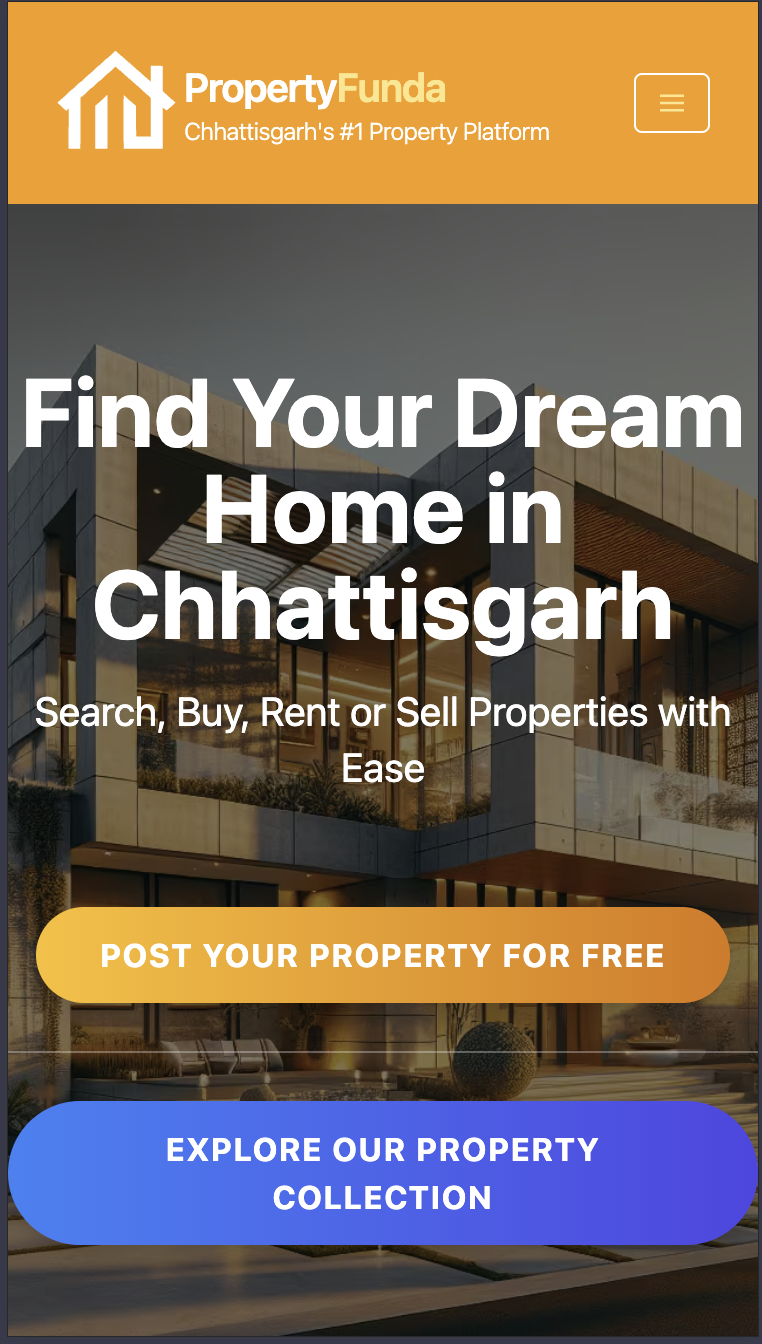 PropertyFunda
Chhattisgarh's #1 Property Platform
Find Your Dream
Home in
Chhattisgarh
Search, Buy, Rent or Sell Properties with
Ease
POST YOUR PROPERTY FOR FREE
EXPLORE OUR PROPERTY
COLLECTION